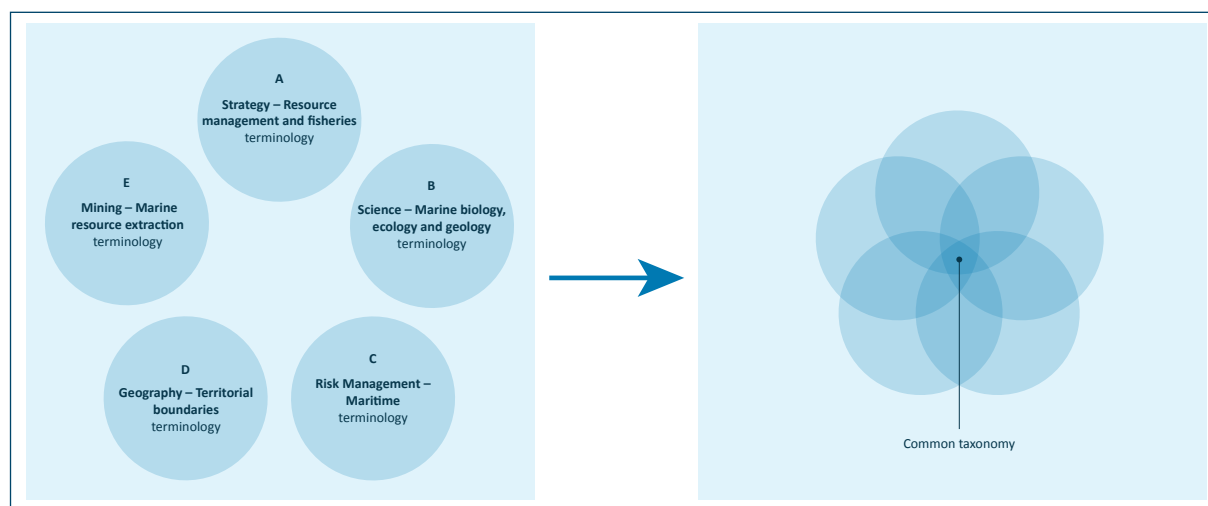 A
Strategy – Resource
management and fisheries
terminology
B
Science – Marine biology,
ecology and geology
terminology
C
Risk Management –
Maritime
terminology
D
Geography – Territorial
boundaries
terminology
E
Mining – Marine
resource extraction
terminology
Common taxonomy